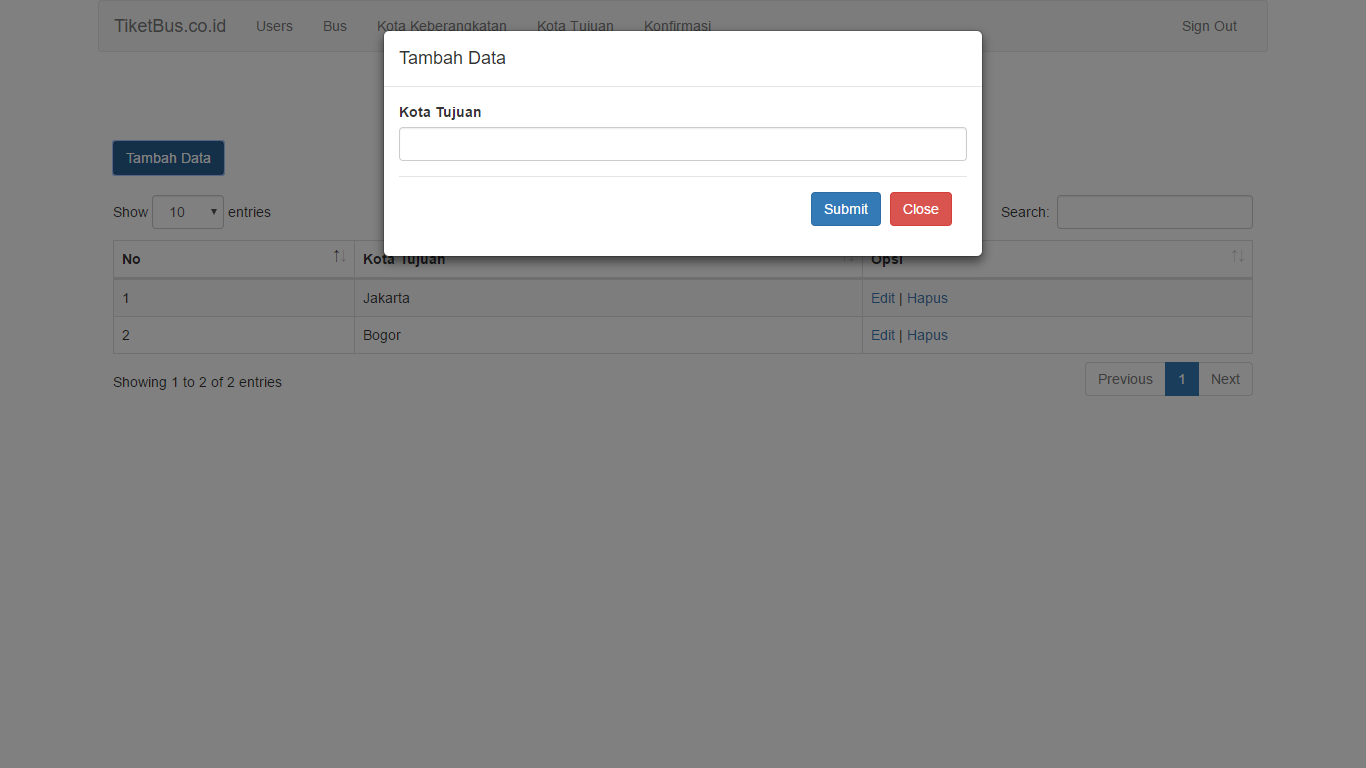 TiketBus.co.id Users Bus Kota Keberangkatan Kota Tujuan Konfirmasi Sign Out
Tambah Data
Kota Tujuan
Submit Close
Tambah Data
Show 10 entries Search:
No Kota Tujuan Opsi
1 Jakarta Edit | Hapus
2 Bogor Edit | Hapus
Showing 1 to 2 of 2 entries Previous 1 Next